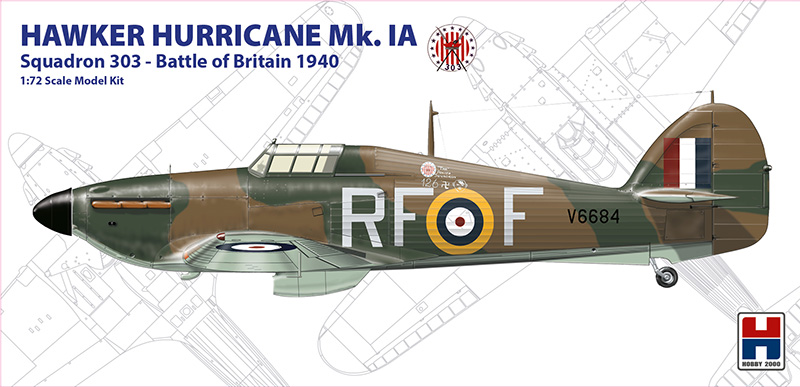 HAWKER HURRICANE Mk. IA
Squadron 303 - Battle of Britain 1940
1:72 Scale Model Kit
303
126
RF F
V6684
HOBBY 2000